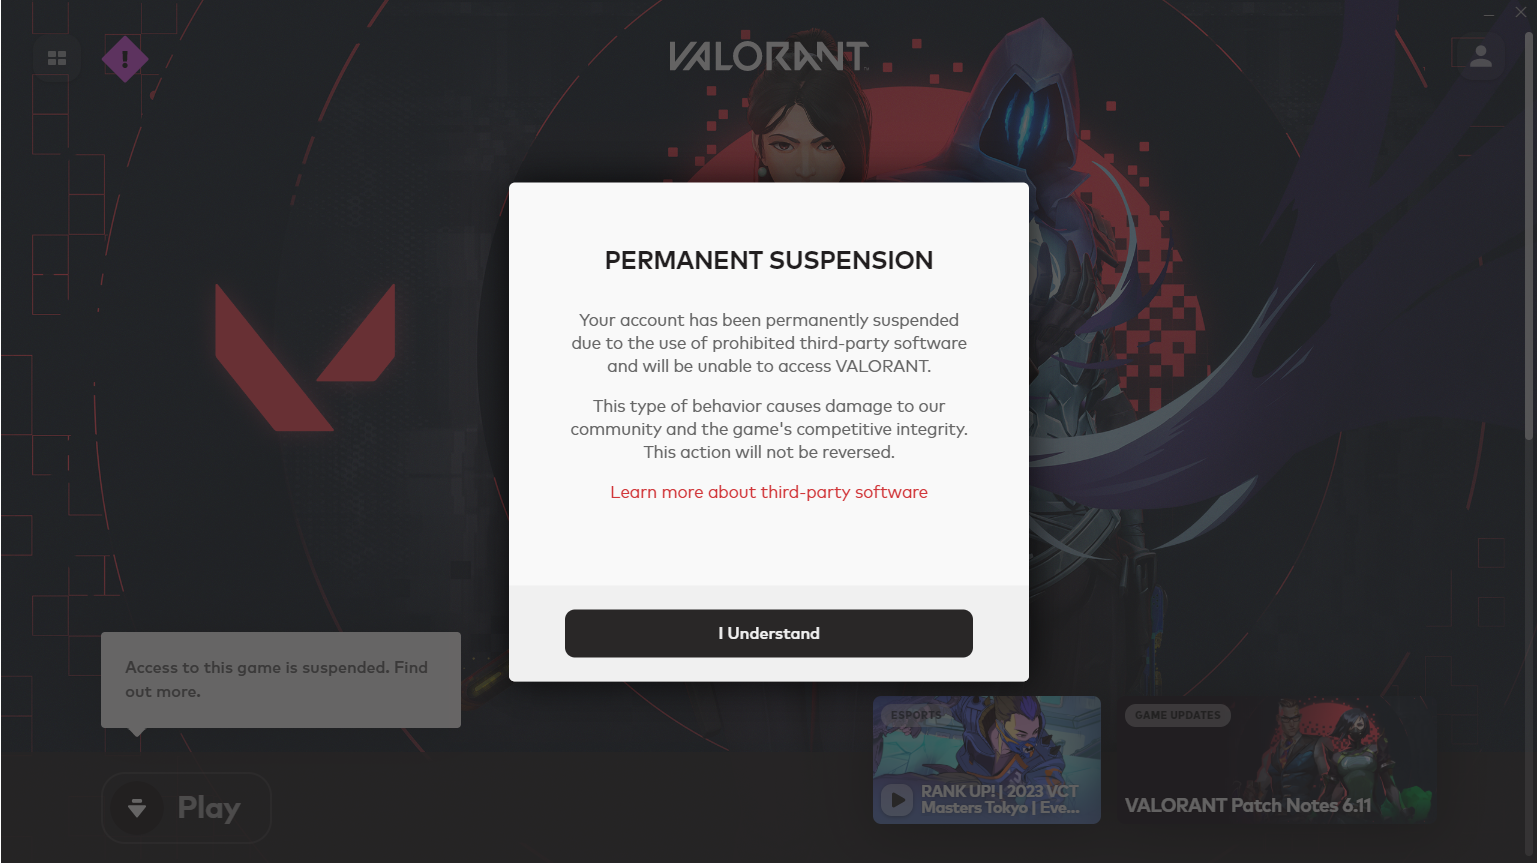 VALORANT
PERMANENT SUSPENSION
Your account has been permanently suspended
due to the use of prohibited third-party software
and will be unable to access VALORANT.
This type of behavior causes damage to our
community and the game's competitive integrity.
This action will not be reversed.
Learn more about third-party software
I Understand
Access to this game is suspended. Find
out more.
Play
ESPORTS
RANK UP! | 2023 VCT
Masters Tokyo | Eve...
GAME UPDATES
VALORANT Patch Notes 6.11